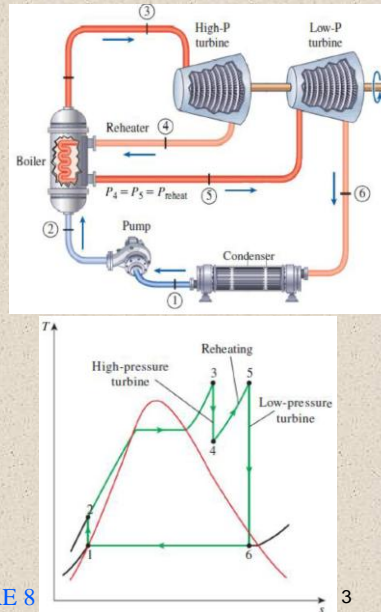 ③
High-P
turbine
Low-P
turbine
Reheater
④
Boiler
P₄ = P₅ = Preheat
⑤
⑥
②
Pump
Condenser
①
T
Reheating
High-pressure
turbine
3
5
Low-pressure
turbine
4
2
1
6
s
E 8
3